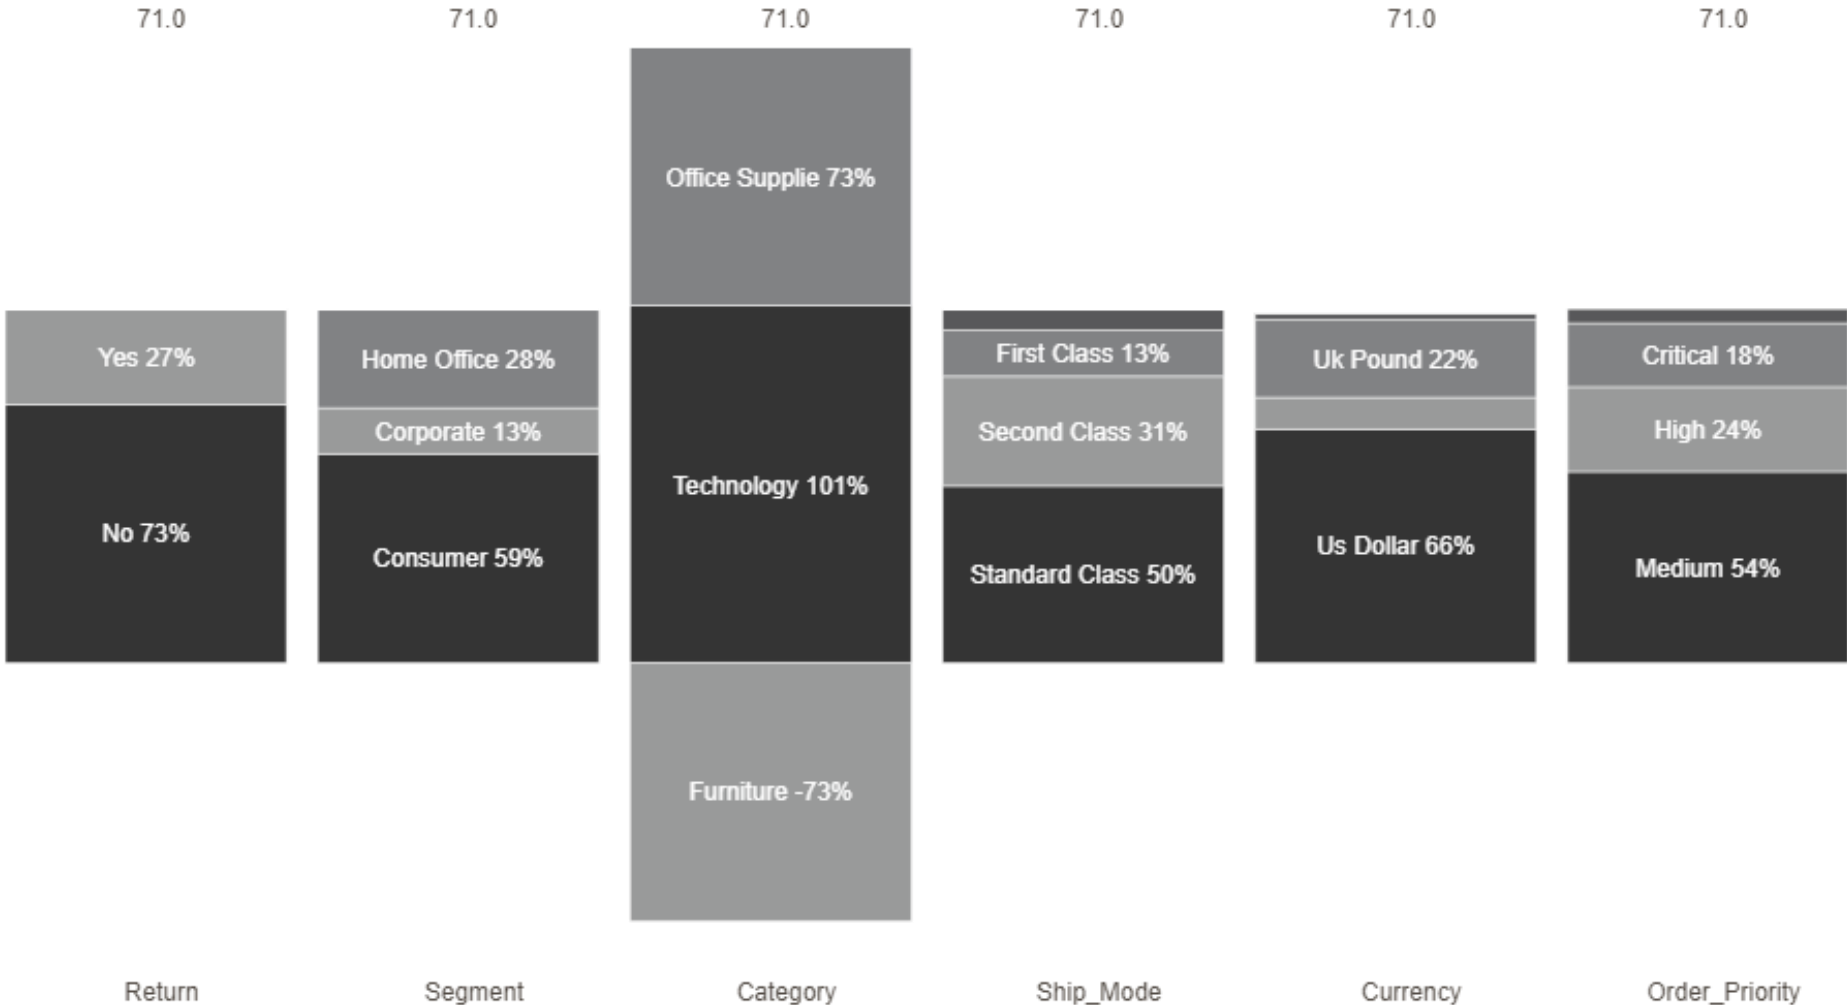 71.0 71.0 71.0 71.0 71.0 71.0
Office Supplie 73%
Yes 27%
Home Office 28%
First Class 13%
Uk Pound 22%
Critical 18%
Corporate 13%
Second Class 31%
High 24%
Technology 101%
No 73%
Consumer 59%
Standard Class 50%
Us Dollar 66%
Medium 54%
Furniture -73%
Return Segment Category Ship_Mode Currency Order_Priority